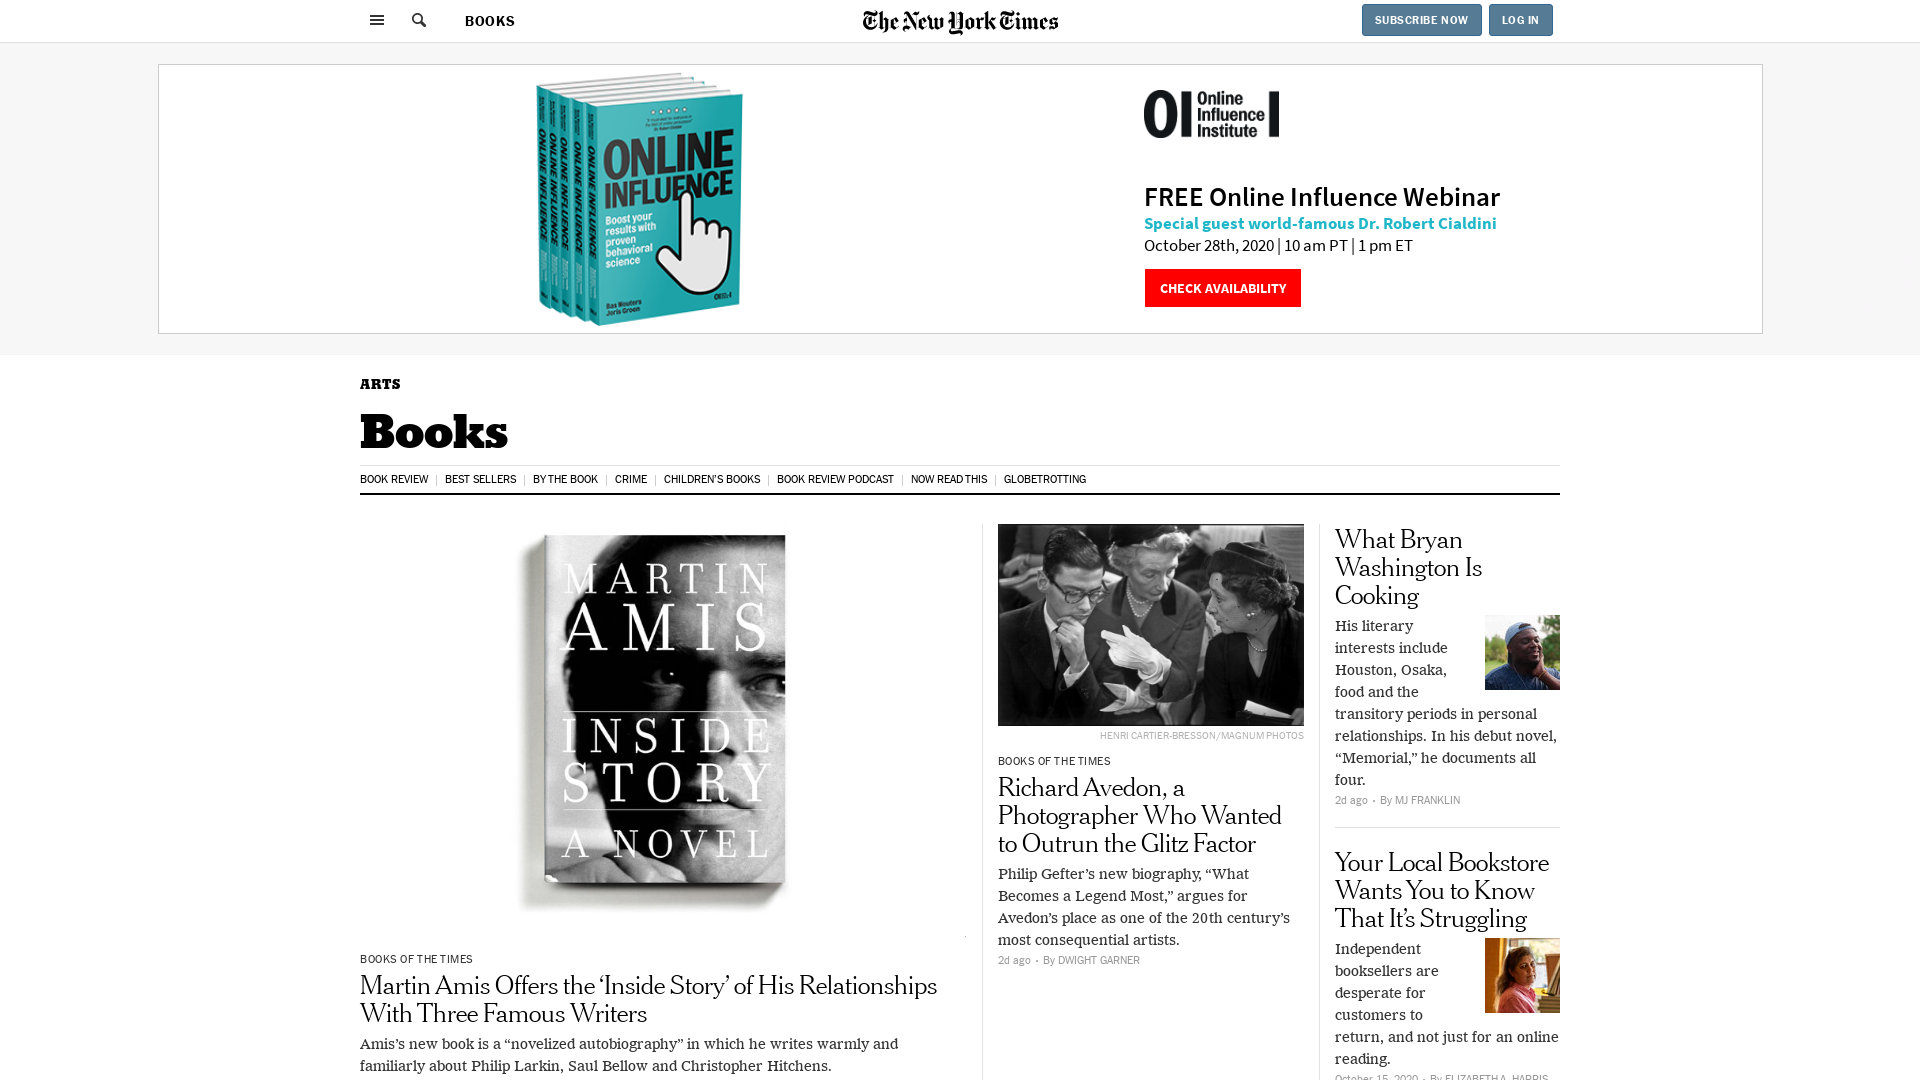 BOOKS
The New York Times
SUBSCRIBE NOW
LOG IN
ONLINE INFLUENCE
ONLINE INFLUENCE
ONLINE INFLUENCE
ONLINE INFLUENCE
ONLINE
INFLUENCE
Boost your
results with
proven
behavioral
science
Bas Wouters
Joris Groen
OI
Online
Influence
Institute
FREE Online Influence Webinar
Special guest world-famous Dr. Robert Cialdini
October 28th, 2020 | 10 am PT | 1 pm ET
CHECK AVAILABILITY
ARTS
Books
BOOK REVIEW
BEST SELLERS
BY THE BOOK
CRIME
CHILDREN'S BOOKS
BOOK REVIEW PODCAST
NOW READ THIS
GLOBETROTTING
MARTIN
AMIS
INSIDE
STORY
A NOVEL
BOOKS OF THE TIMES
Martin Amis Offers the ‘Inside Story’ of His Relationships
With Three Famous Writers
Amis’s new book is a “novelized autobiography” in which he writes warmly and
familiarly about Philip Larkin, Saul Bellow and Christopher Hitchens.
HENRI CARTIER-BRESSON/MAGNUM PHOTOS
BOOKS OF THE TIMES
Richard Avedon, a
Photographer Who Wanted
to Outrun the Glitz Factor
Philip Gefter’s new biography, “What
Becomes a Legend Most,” argues for
Avedon’s place as one of the 20th century’s
most consequential artists.
2d ago • By DWIGHT GARNER
What Bryan
Washington Is
Cooking
His literary
interests include
Houston, Osaka,
food and the
transitory periods in personal
relationships. In his debut novel,
“Memorial,” he documents all
four.
2d ago • By MJ FRANKLIN
Your Local Bookstore
Wants You to Know
That It’s Struggling
Independent
booksellers are
desperate for
customers to
return, and not just for an online
reading.
October 15, 2020 • By ELIZABETH A. HARRIS